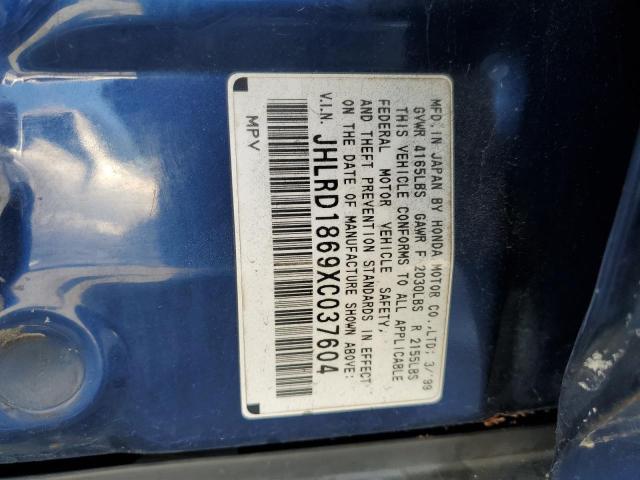 MFD. IN JAPAN BY HONDA MOTOR CO.,LTD; 3/'99
GVWR 4165LBS GAWR F 2030LBS R 2155LBS
THIS VEHICLE CONFORMS TO ALL APPLICABLE
FEDERAL MOTOR VEHICLE SAFETY,
AND THEFT PREVENTION STANDARDS IN EFFECT
ON THE DATE OF MANUFACTURE SHOWN ABOVE:
V.I.N. JHLRD1869XC037604
MPV